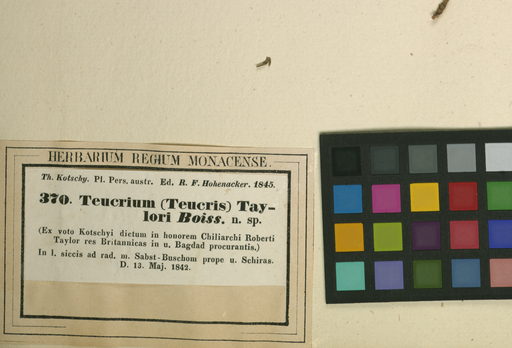 HERBARIUM REGIUM MONACENSE.
Th. Kotschy. Pl. Pers. austr. Ed. R. F. Hohenacker. 1845.
370. Teucrium (Teucris) Tay-
lori Boiss. n. sp.
(Ex voto Kotschyi dictum in honorem Chiliarchi Roberti
Taylor res Britannicas in u. Bagdad procurantis.)
In l. siccis ad rad. m. Sabst-Buschom prope u. Schiras.
D. 13. Maj. 1842.